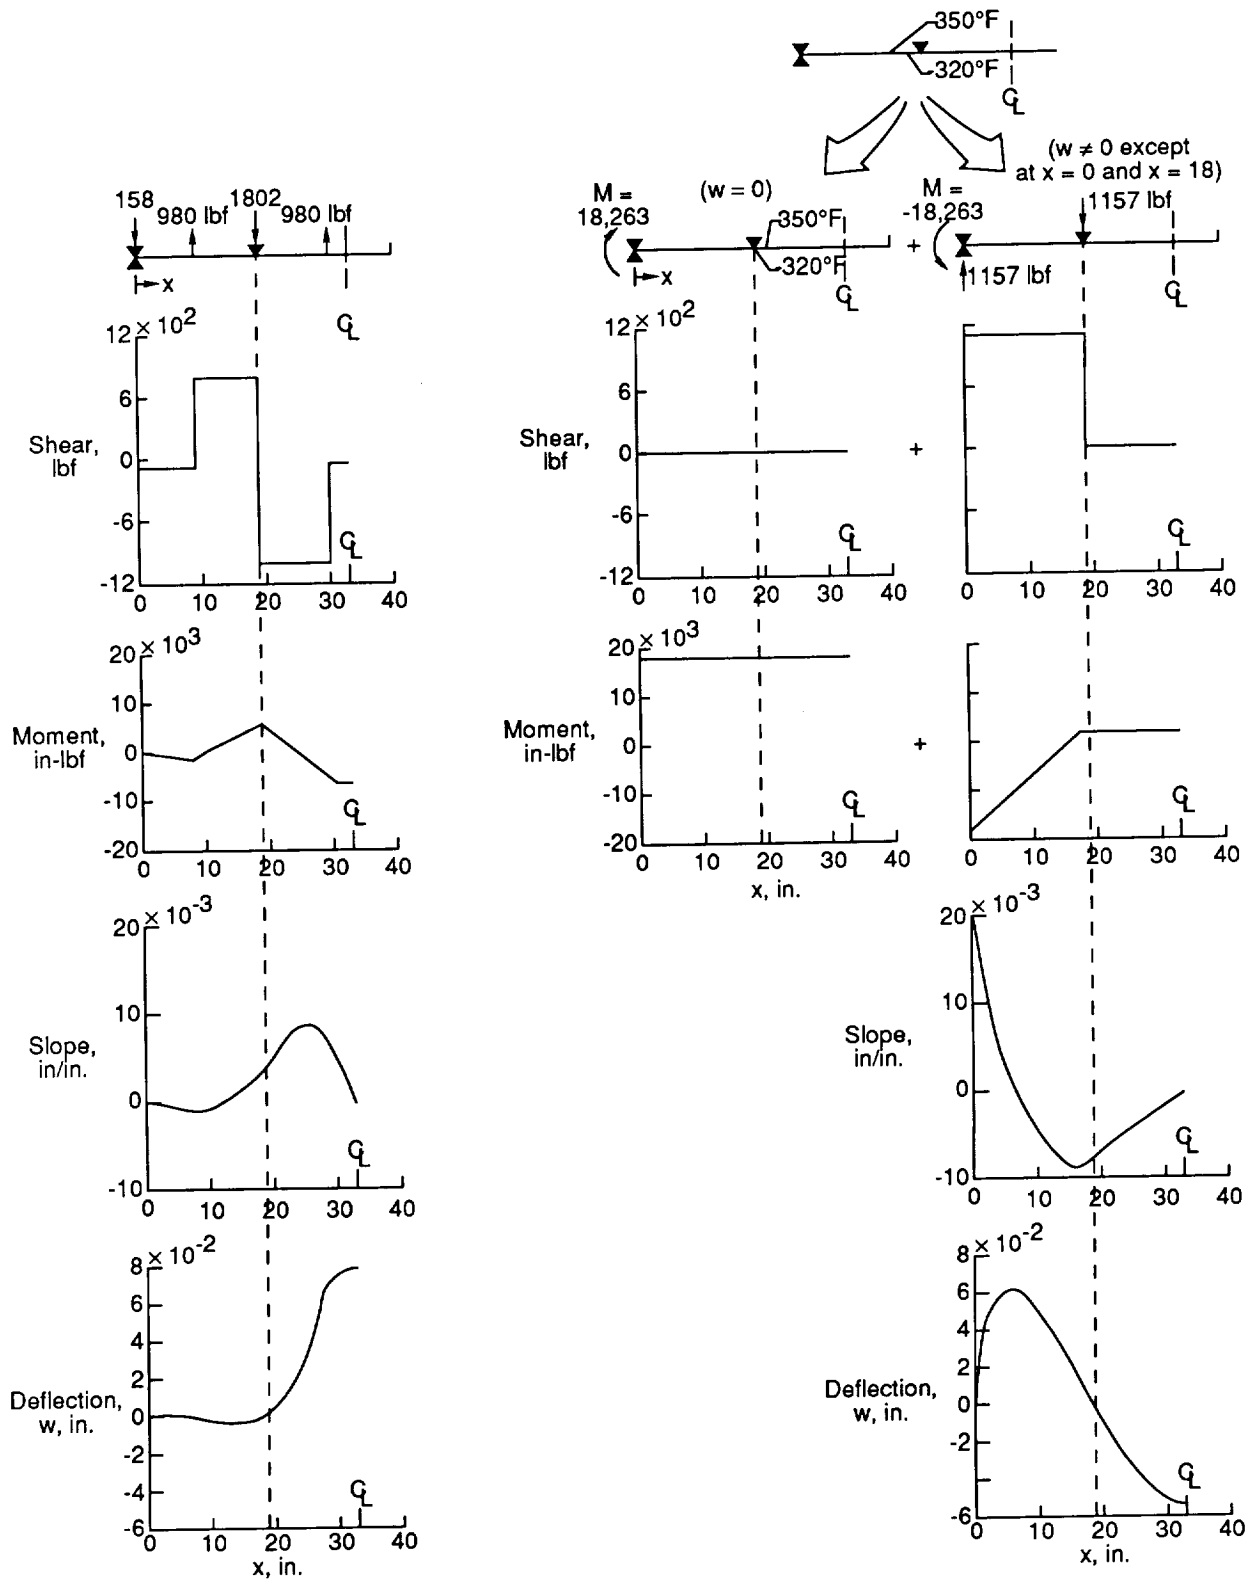 350°F
-320°F
C
L
158
980 lbf
1802
980 lbf
x
C
L
M =
18,263
(w = 0)
350°F
-320°F
x
C
L
+
(w ≠ 0 except
at x = 0 and x = 18)
M =
-18,263
1157 lbf
1157 lbf
C
L
12 × 10²
6
0
-6
-12
Shear,
lbf
C
L
0 10 20 30 40
12 × 10²
6
0
-6
-12
Shear,
lbf
C
L
0 10 20 30 40
+
C
L
0 10 20 30 40
20 × 10³
10
0
-10
-20
Moment,
in-lbf
C
L
0 10 20 30 40
20 × 10³
10
0
-10
-20
Moment,
in-lbf
C
L
0 10 20 30 40
x, in.
+
C
L
0 10 20 30 40
20 × 10⁻³
10
0
-10
Slope,
in/in.
C
L
0 10 20 30 40
20 × 10⁻³
10
0
-10
Slope,
in/in.
C
L
0 10 20 30 40
8 × 10⁻²
6
4
2
0
-2
-4
-6
Deflection,
w, in.
C
L
0 10 20 30 40
x, in.
8 × 10⁻²
6
4
2
0
-2
-6
Deflection,
w, in.
C
L
0 10 20 30 40
x, in.